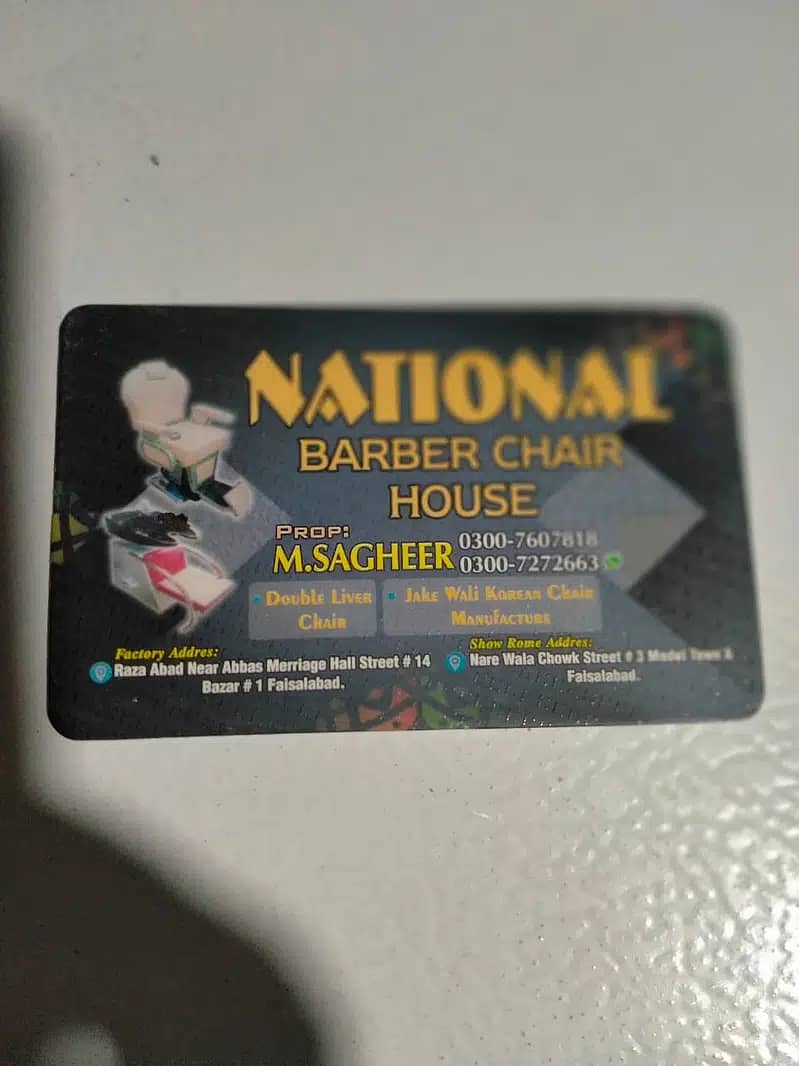 NATIONAL
BARBER CHAIR
HOUSE
PROP:
M.SAGHEER
0300-7607818
0300-7272663
Double Liver
Chair
Jake Wali Korean Chair
Manufacture
Factory Addres:
Raza Abad Near Abbas Merriage Hall Street # 14
Bazar # 1 Faisalabad.
Show Rome Addres:
Nare Wala Chowk Street # 3 Model Town A
Faisalabad.